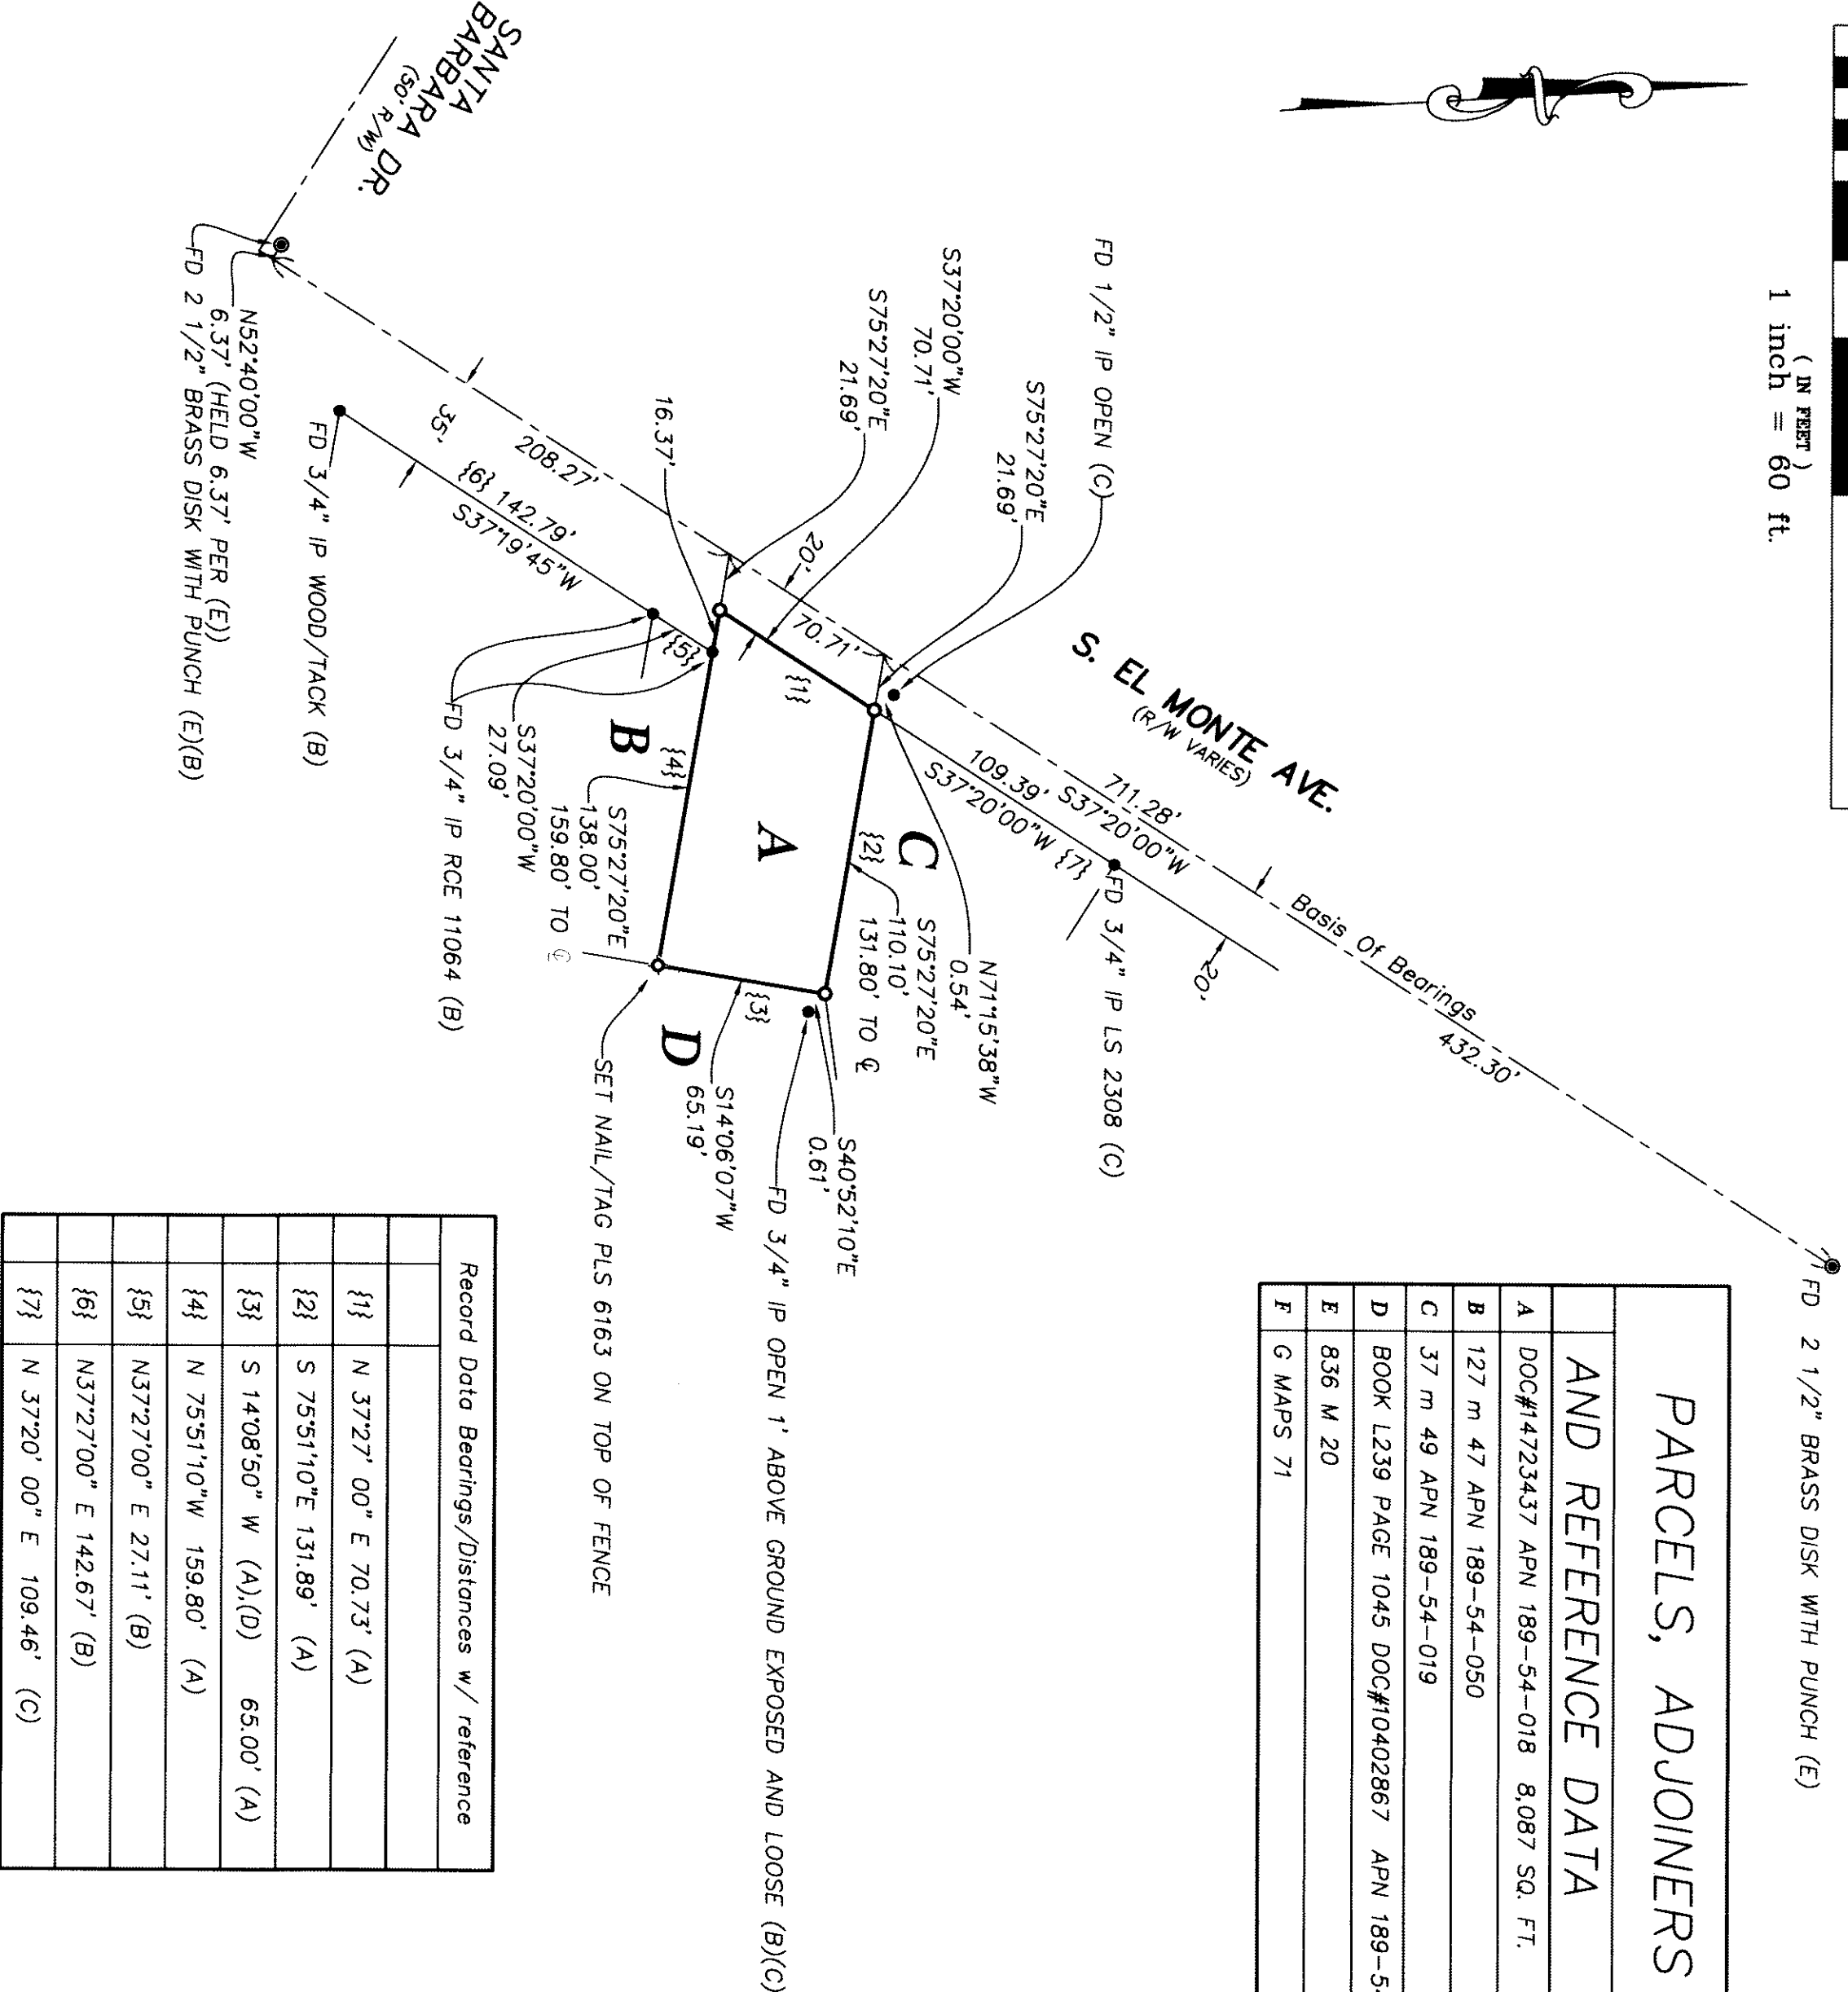 ( IN FEET )
1 inch = 60 ft.
FD 2 1/2" BRASS DISK WITH PUNCH (E)
PARCELS, ADJOINERS
AND REFERENCE DATA
A DOC#14723437 APN 189-54-018 8,087 SQ. FT.
B 127 m 47 APN 189-54-050
C 37 m 49 APN 189-54-019
D BOOK L239 PAGE 1045 DOC#10402867 APN 189-5
E 836 M 20
F G MAPS 71
Basis Of Bearings
432.30'
S. EL MONTE AVE.
(R/W VARIES)
711.28'
S37°20'00"W
109.39'
S37°20'00"W {7}
20'
FD 3/4" IP LS 2308 (C)
FD 1/2" IP OPEN (C)
S75°27'20"E
21.69'
S37°20'00"W
70.71'
S75°27'20"E
21.69'
16.37'
20'
70.71'
{1}
N71°15'38"W
0.54'
C
{2}
S75°27'20"E
110.10'
131.80' TO ℄
A
S40°52'10"E
0.61'
FD 3/4" IP OPEN 1' ABOVE GROUND EXPOSED AND LOOSE (B)(C)
{3}
S14°06'07"W
65.19'
D
SET NAIL/TAG PLS 6163 ON TOP OF FENCE
B
{4}
S75°27'20"E
138.00'
159.80' TO ℄
{5}
S37°20'00"W
27.09'
FD 3/4" IP RCE 11064 (B)
208.27'
35'
{6} 142.79'
S37°19'45"W
FD 3/4" IP WOOD/TACK (B)
SANTA
BARBARA DR.
(50' R/W)
N52°40'00"W
6.37' (HELD 6.37' PER (E))
FD 2 1/2" BRASS DISK WITH PUNCH (E)(B)
Record Data Bearings/Distances w/ reference
{1} N 37°27' 00" E 70.73' (A)
{2} S 75°51'10"E 131.89' (A)
{3} S 14°08'50" W (A),(D) 65.00' (A)
{4} N 75°51'10"W 159.80' (A)
{5} N37°27'00" E 27.11' (B)
{6} N37°27'00" E 142.67' (B)
{7} N 37°20' 00" E 109.46' (C)